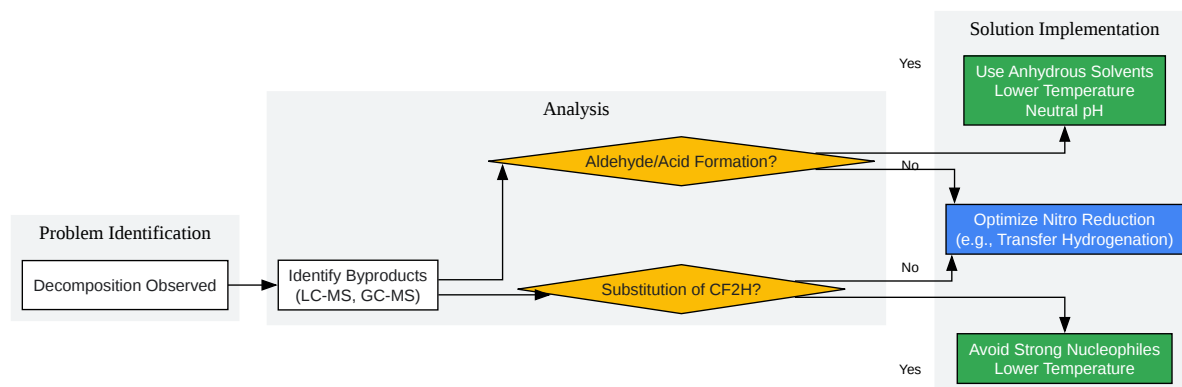 Solution Implementation
Yes
Use Anhydrous Solvents
Lower Temperature
Neutral pH
Analysis
Aldehyde/Acid Formation?
No
Problem Identification
Decomposition Observed
Identify Byproducts
(LC-MS, GC-MS)
Optimize Nitro Reduction
(e.g., Transfer Hydrogenation)
Substitution of CF2H?
No
Avoid Strong Nucleophiles
Lower Temperature
Yes